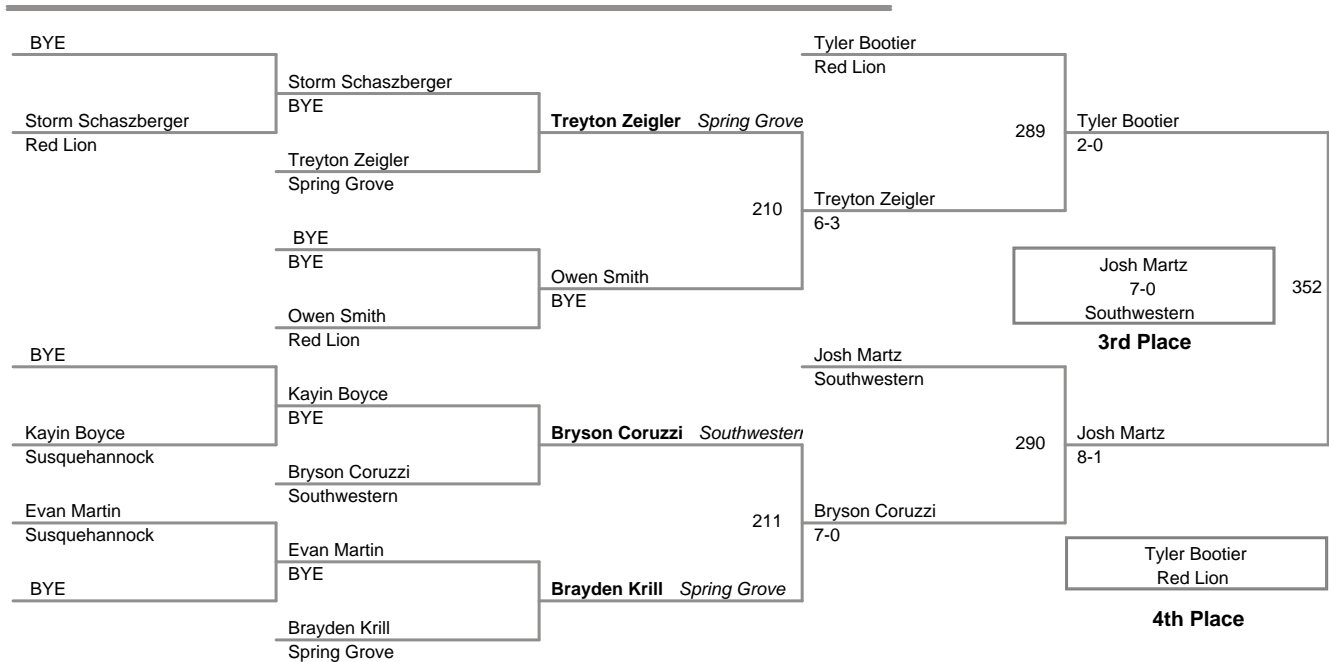 BYE
Storm Schaszberger
Red Lion
Storm Schaszberger
BYE
Treyton Zeigler
Spring Grove
Treyton Zeigler Spring Grove
BYE
BYE
Owen Smith
Red Lion
Owen Smith
BYE
210
Treyton Zeigler
6-3
Tyler Bootier
Red Lion
289
Tyler Bootier
2-0
BYE
Kayin Boyce
Susquehannock
Kayin Boyce
BYE
Bryson Coruzzi
Southwestern
Bryson Coruzzi Southwestern
Evan Martin
Susquehannock
BYE
Evan Martin
BYE
Brayden Krill
Spring Grove
Brayden Krill Spring Grove
211
Bryson Coruzzi
7-0
Josh Martz
Southwestern
290
Josh Martz
8-1
352
Josh Martz
7-0
Southwestern
3rd Place
Tyler Bootier
Red Lion
4th Place